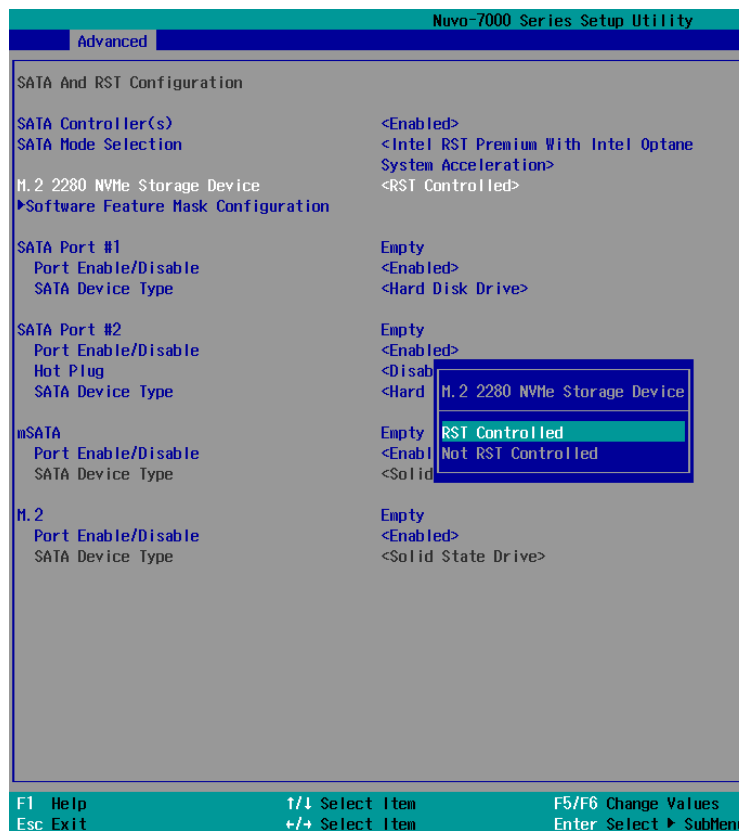 Nuvo-7000 Series Setup Utility
Advanced
SATA And RST Configuration
SATA Controller(s) <Enabled>
SATA Mode Selection <Intel RST Premium With Intel Optane
System Acceleration>
M.2 2280 NVMe Storage Device <RST Controlled>
▶Software Feature Mask Configuration
SATA Port #1 Empty
Port Enable/Disable <Enabled>
SATA Device Type <Hard Disk Drive>
SATA Port #2 Empty
Port Enable/Disable <Enabled>
Hot Plug <Disab
SATA Device Type <Hard
M.2 2280 NVMe Storage Device
RST Controlled
Not RST Controlled
mSATA Empty
Port Enable/Disable <Enabl
SATA Device Type <Solid
M.2 Empty
Port Enable/Disable <Enabled>
SATA Device Type <Solid State Drive>
F1 Help ↑/↓ Select Item F5/F6 Change Values
Esc Exit ←/→ Select Item Enter Select ▶ SubMenu